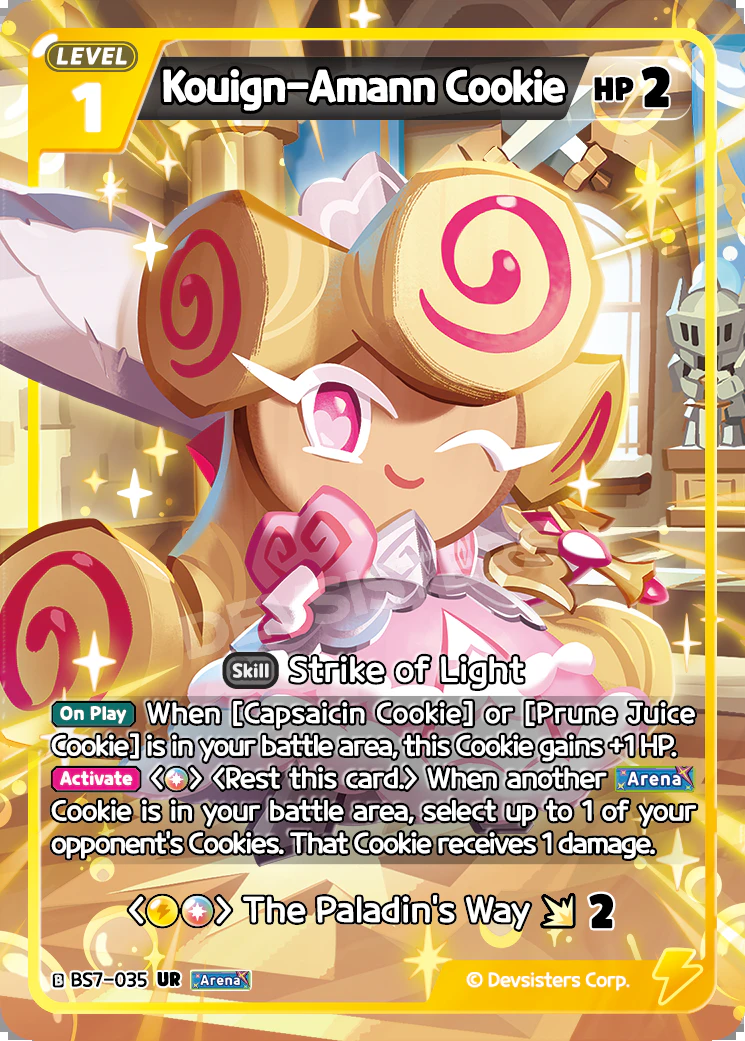 LEVEL
1
Kouign-Amann Cookie
HP 2
DEVSISTERS
Skill Strike of Light
On Play When [Capsaicin Cookie] or [Prune Juice
Cookie] is in your battle area, this Cookie gains +1 HP.
Activate < > <Rest this card.> When another Arena
Cookie is in your battle area, select up to 1 of your
opponent's Cookies. That Cookie receives 1 damage.
< > The Paladin's Way 2
B BS7-035 UR Arena
© Devsisters Corp.